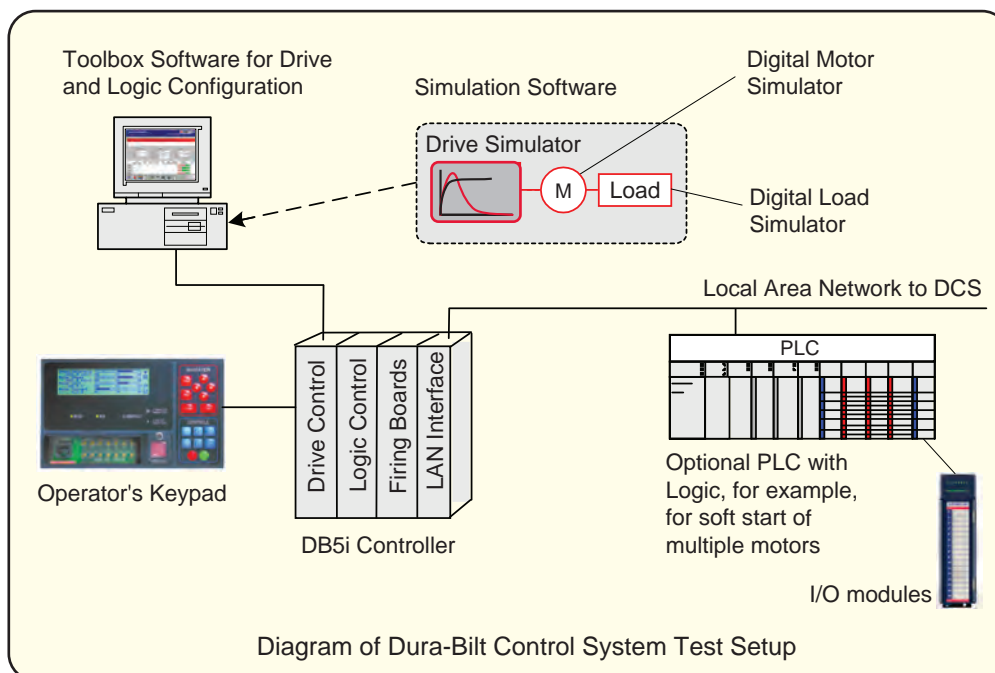 Toolbox Software for Drive
and Logic Configuration
Simulation Software
Digital Motor
Simulator
Drive Simulator
M
Load
Digital Load
Simulator
Local Area Network to DCS
PLC
Drive Control
Logic Control
Firing Boards
LAN Interface
Operator's Keypad
DB5i Controller
Optional PLC with
Logic, for example,
for soft start of
multiple motors
I/O modules
Diagram of Dura-Bilt Control System Test Setup